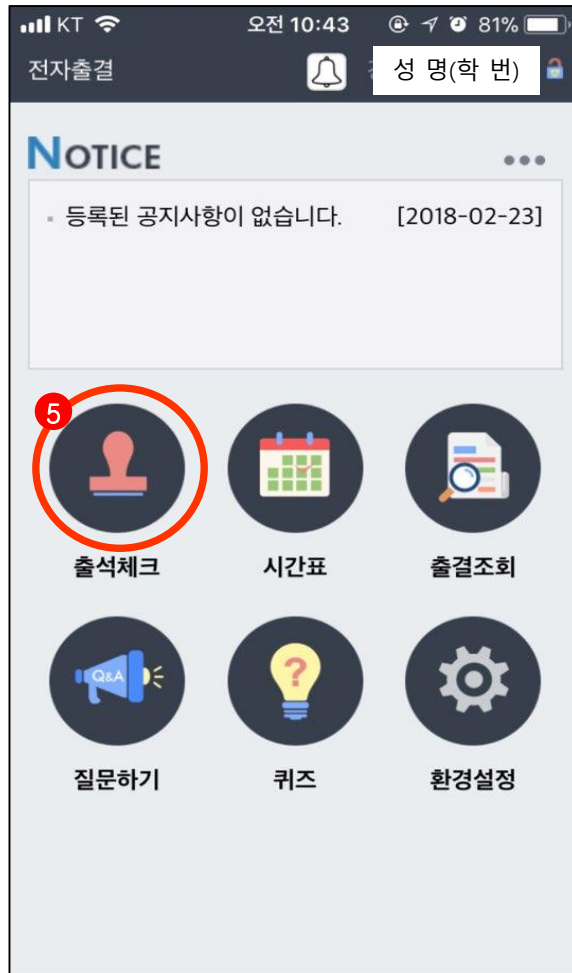 KT 오전 10:43 81%
전자출결 성 명(학 번)
NOTICE
등록된 공지사항이 없습니다. [2018-02-23]
5
출석체크 시간표 출결조회
Q&A ?
질문하기 퀴즈 환경설정